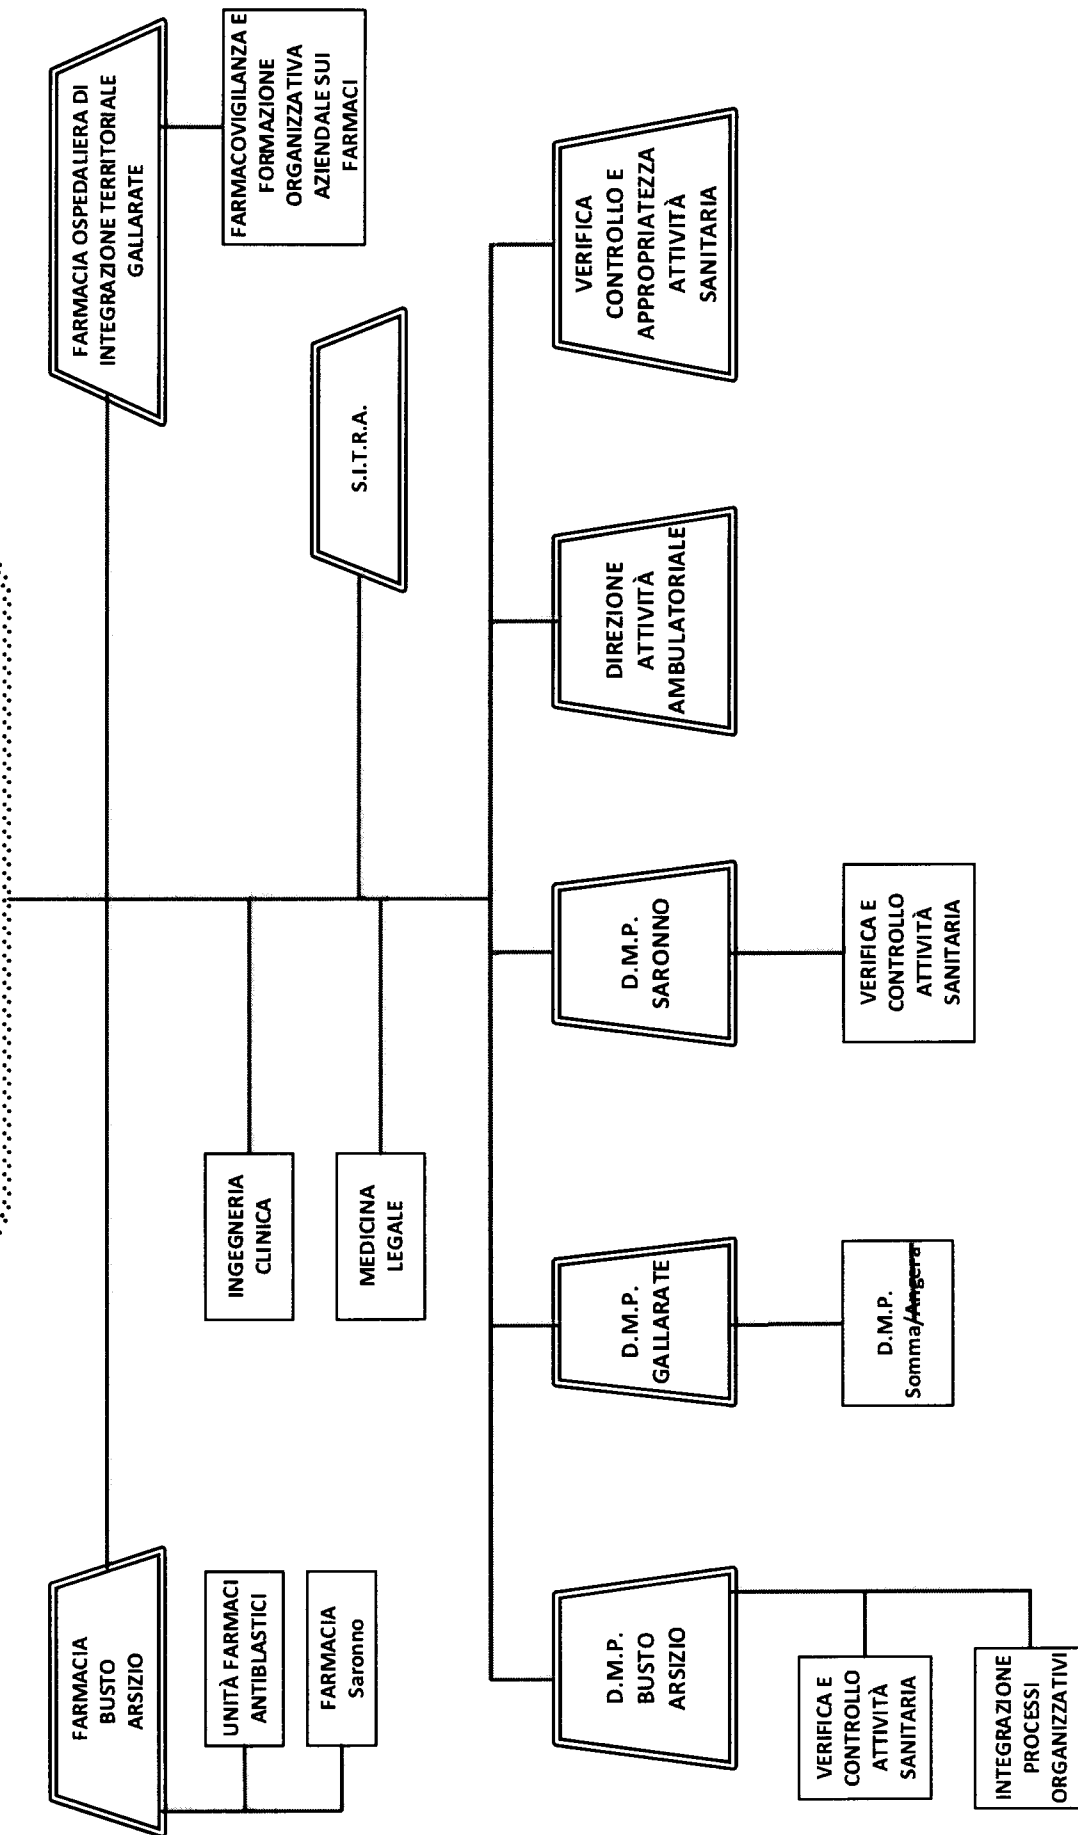 FARMACIA
BUSTO
ARSIZIO
FARMACIA OSPEDALIERA DI
INTEGRAZIONE TERRITORIALE
GALLARATE
UNITÀ FARMACI
ANTIBLASTICI
FARMACIA
Saronno
INGEGNERIA
CLINICA
MEDICINA
LEGALE
FARMACOVIGILANZA E
FORMAZIONE
ORGANIZZATIVA
AZIENDALE SUI
FARMACI
S.I.T.R.A.
D.M.P.
BUSTO
ARSIZIO
D.M.P.
GALLARATE
D.M.P.
SARONNO
DIREZIONE
ATTIVITÀ
AMBULATORIALE
VERIFICA
CONTROLLO E
APPROPRIATEZZA
ATTIVITÀ
SANITARIA
VERIFICA E
CONTROLLO
ATTIVITÀ
SANITARIA
INTEGRAZIONE
PROCESSI
ORGANIZZATIVI
D.M.P.
Somma/Angera
VERIFICA E
CONTROLLO
ATTIVITÀ
SANITARIA